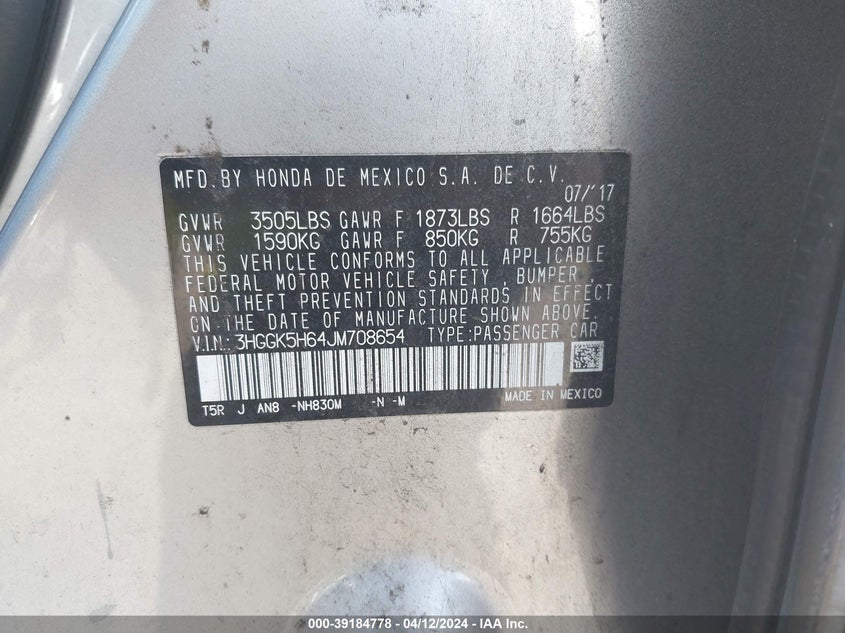 MFD. BY HONDA DE MEXICO S.A. DE C.V.
07/'17
GVWR 3505LBS GAWR F 1873LBS R 1664LBS
GVWR 1590KG GAWR F 850KG R 755KG
THIS VEHICLE CONFORMS TO ALL APPLICABLE
FEDERAL MOTOR VEHICLE SAFETY, BUMPER,
AND THEFT PREVENTION STANDARDS IN EFFECT
ON THE DATE OF MANUFACTURE SHOWN ABOVE.
V.I.N.: 3HGGK5H64JM708654 TYPE:PASSENGER CAR
T5R J AN8 -NH830M -N -M
MADE IN MEXICO
000-39184778 - 04/12/2024 - IAA Inc.